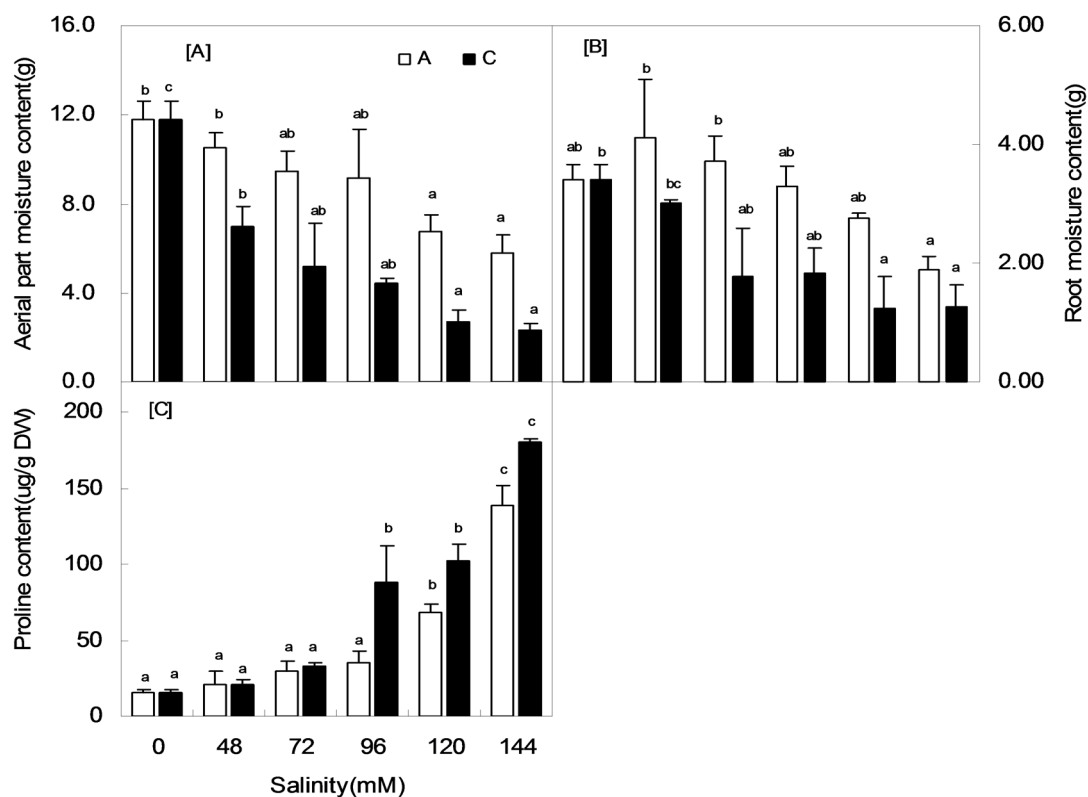 16.0
12.0
8.0
4.0
0.0
Aerial part moisture content(g)
[A]
A
C
b
c
b
b
ab
ab
ab
ab
a
a
a
a
[B]
6.00
4.00
2.00
0.00
Root moisture content(g)
ab
b
b
bc
b
ab
ab
ab
ab
a
a
a
[C]
200
150
100
50
0
Proline content(ug/g DW)
a
a
a
a
a
a
a
b
b
b
c
c
0
48
72
96
120
144
Salinity(mM)